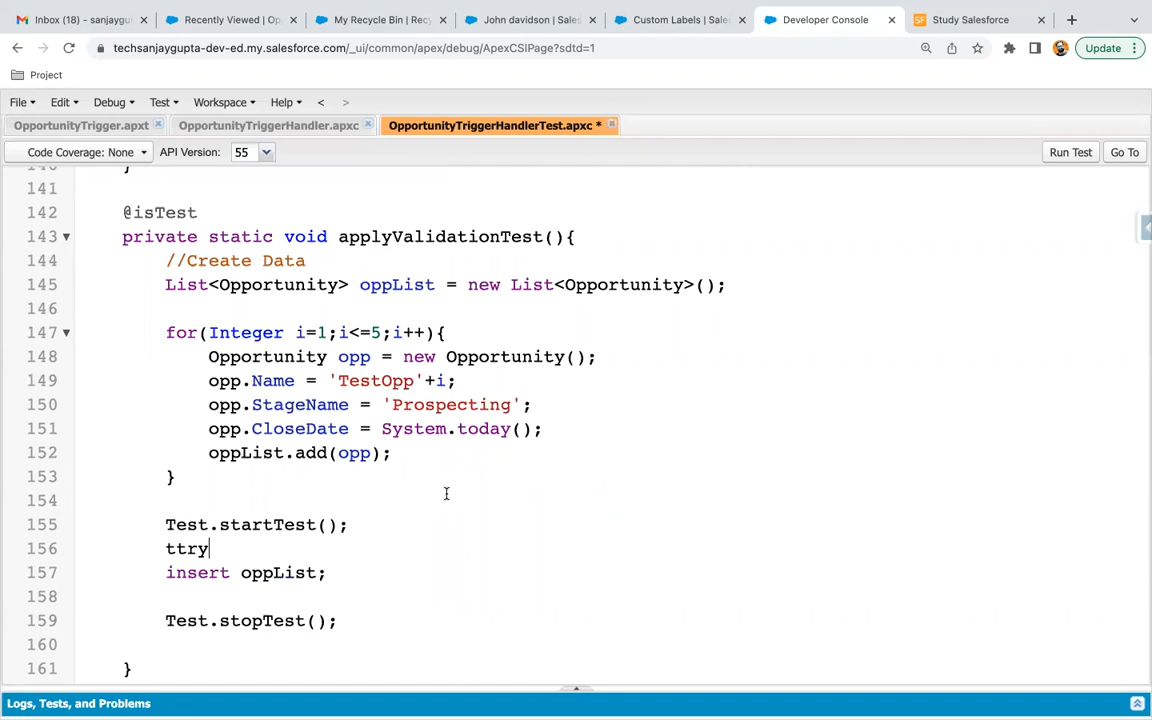 Inbox (18) – sanjaygu
Recently Viewed | Op
My Recycle Bin | Rec
John davidson | Sales
Custom Labels | Sale
Developer Console
SF Study Salesforce
techsanjaygupta-dev-ed.my.salesforce.com/_ui/common/apex/debug/ApexCSIPage?sdtd=1
Update
Project
File Edit Debug Test Workspace Help < >
OpportunityTrigger.apxt OpportunityTriggerHandler.apxc OpportunityTriggerHandlerTest.apxc *
Code Coverage: None API Version: 55 Run Test Go To
140 }
141
142 @isTest
143 private static void applyValidationTest(){
144 //Create Data
145 List<Opportunity> oppList = new List<Opportunity>();
146
147 for(Integer i=1;i<=5;i++){
148 Opportunity opp = new Opportunity();
149 opp.Name = 'TestOpp'+i;
150 opp.StageName = 'Prospecting';
151 opp.CloseDate = System.today();
152 oppList.add(opp);
153 }
154
155 Test.startTest();
156 ttry
157 insert oppList;
158
159 Test.stopTest();
160
161 }
Logs, Tests, and Problems